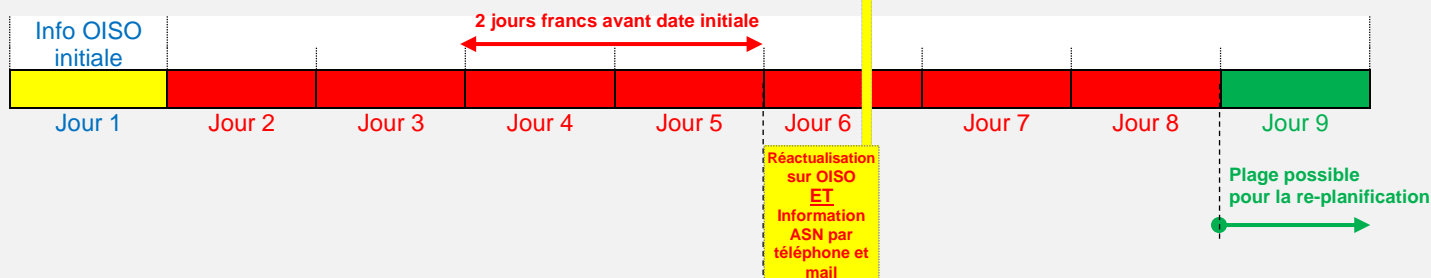 2 jours francs avant date initiale
Info OISO
initiale
Jour 1
Jour 2
Jour 3
Jour 4
Jour 5
Jour 6
Jour 7
Jour 8
Jour 9
Réactualisation
sur OISO
ET
Information
ASN par
téléphone et
mail
Plage possible
pour la re-planification